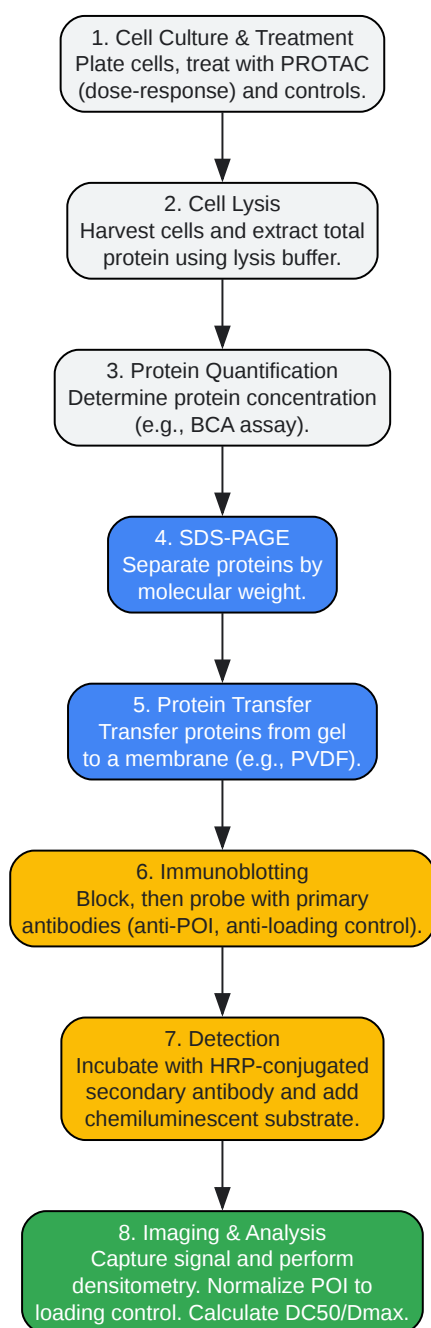 1. Cell Culture & Treatment
Plate cells, treat with PROTAC
(dose-response) and controls.
2. Cell Lysis
Harvest cells and extract total
protein using lysis buffer.
3. Protein Quantification
Determine protein concentration
(e.g., BCA assay).
4. SDS-PAGE
Separate proteins by
molecular weight.
5. Protein Transfer
Transfer proteins from gel
to a membrane (e.g., PVDF).
6. Immunoblotting
Block, then probe with primary
antibodies (anti-POI, anti-loading control).
7. Detection
Incubate with HRP-conjugated
secondary antibody and add
chemiluminescent substrate.
8. Imaging & Analysis
Capture signal and perform
densitometry. Normalize POI to
loading control. Calculate DC50/Dmax.